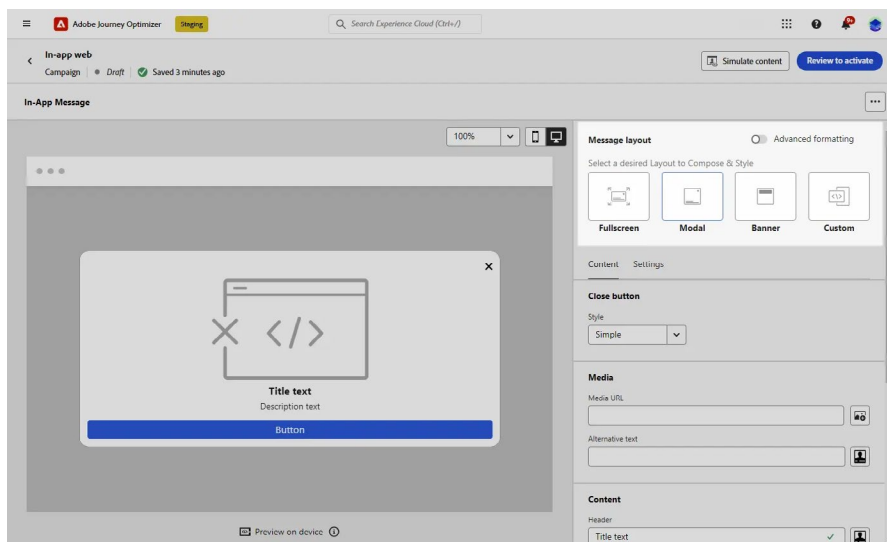 Adobe Journey Optimizer Staging Search Experience Cloud (Ctrl+/) 9+
In-app web
Campaign Draft Saved 3 minutes ago
Simulate content Review to activate
In-App Message
100%
Message layout Advanced formatting
Select a desired Layout to Compose & Style
Fullscreen Modal Banner Custom
Content Settings
Close button
Style
Simple
Media
Media URL
Alternative text
Content
Header
Title text
Title text
Description text
Button
Preview on device